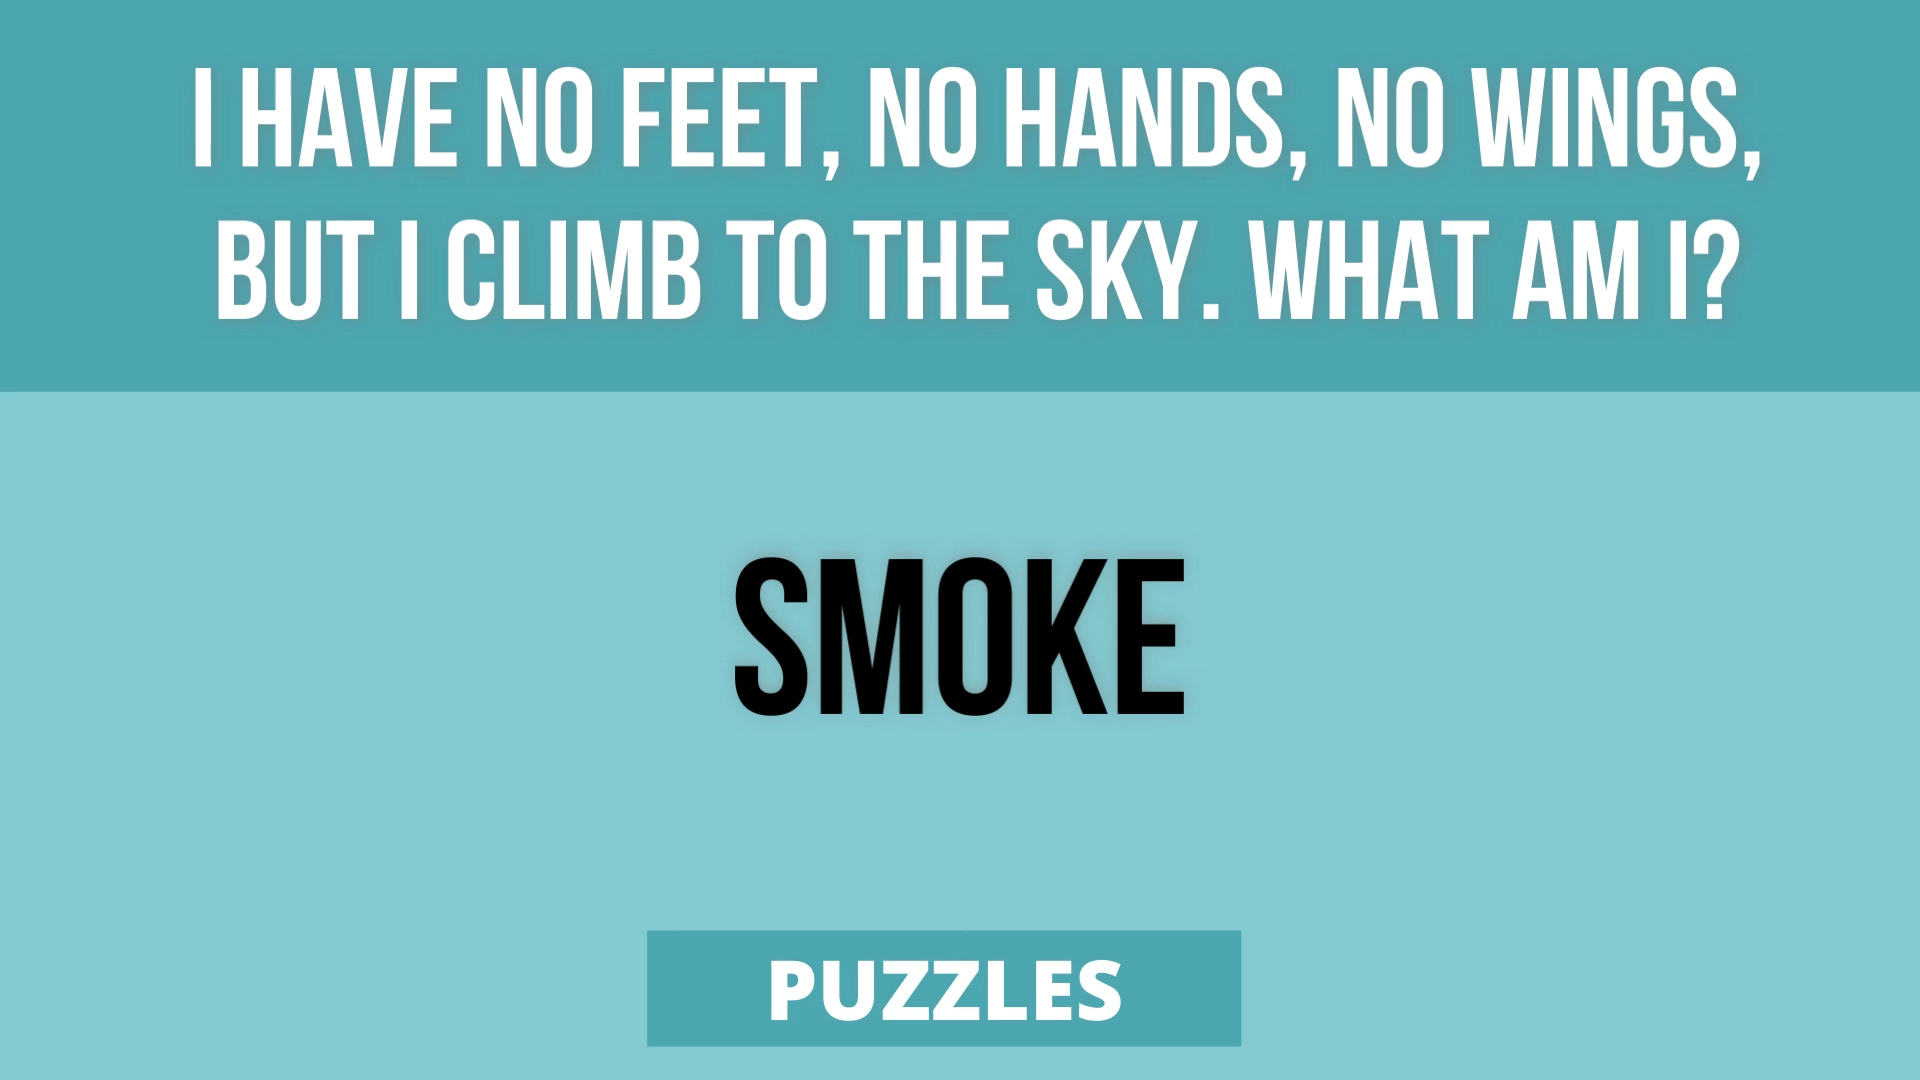 I HAVE NO FEET, NO HANDS, NO WINGS,
BUT I CLIMB TO THE SKY. WHAT AM I?
SMOKE
PUZZLES